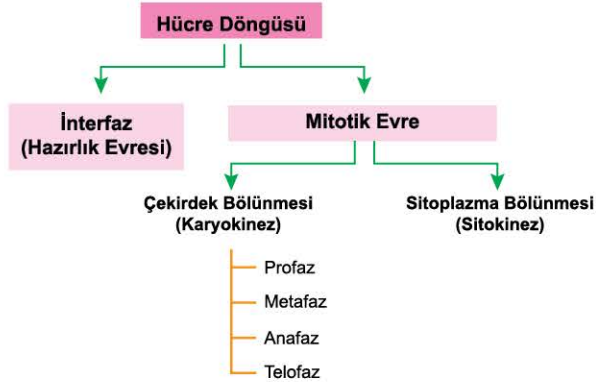 Hücre Döngüsü
İnterfaz
(Hazırlık Evresi)
Mitotik Evre
Çekirdek Bölünmesi
(Karyokinez)
Sitoplazma Bölünmesi
(Sitokinez)
Profaz
Metafaz
Anafaz
Telofaz